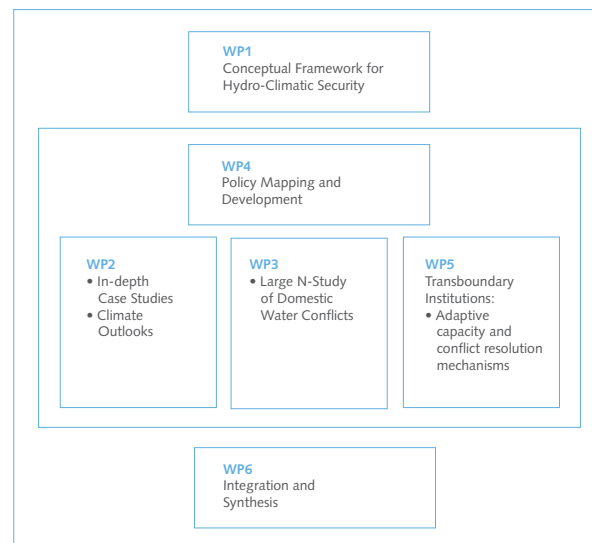 WP1
Conceptual Framework for
Hydro-Climatic Security
WP4
Policy Mapping and
Development
WP2
• In-depth
Case Studies
• Climate
Outlooks
WP3
• Large N-Study
of Domestic
Water Conflicts
WP5
Transboundary
Institutions:
• Adaptive
capacity and
conflict resolution
mechanisms
WP6
Integration and
Synthesis